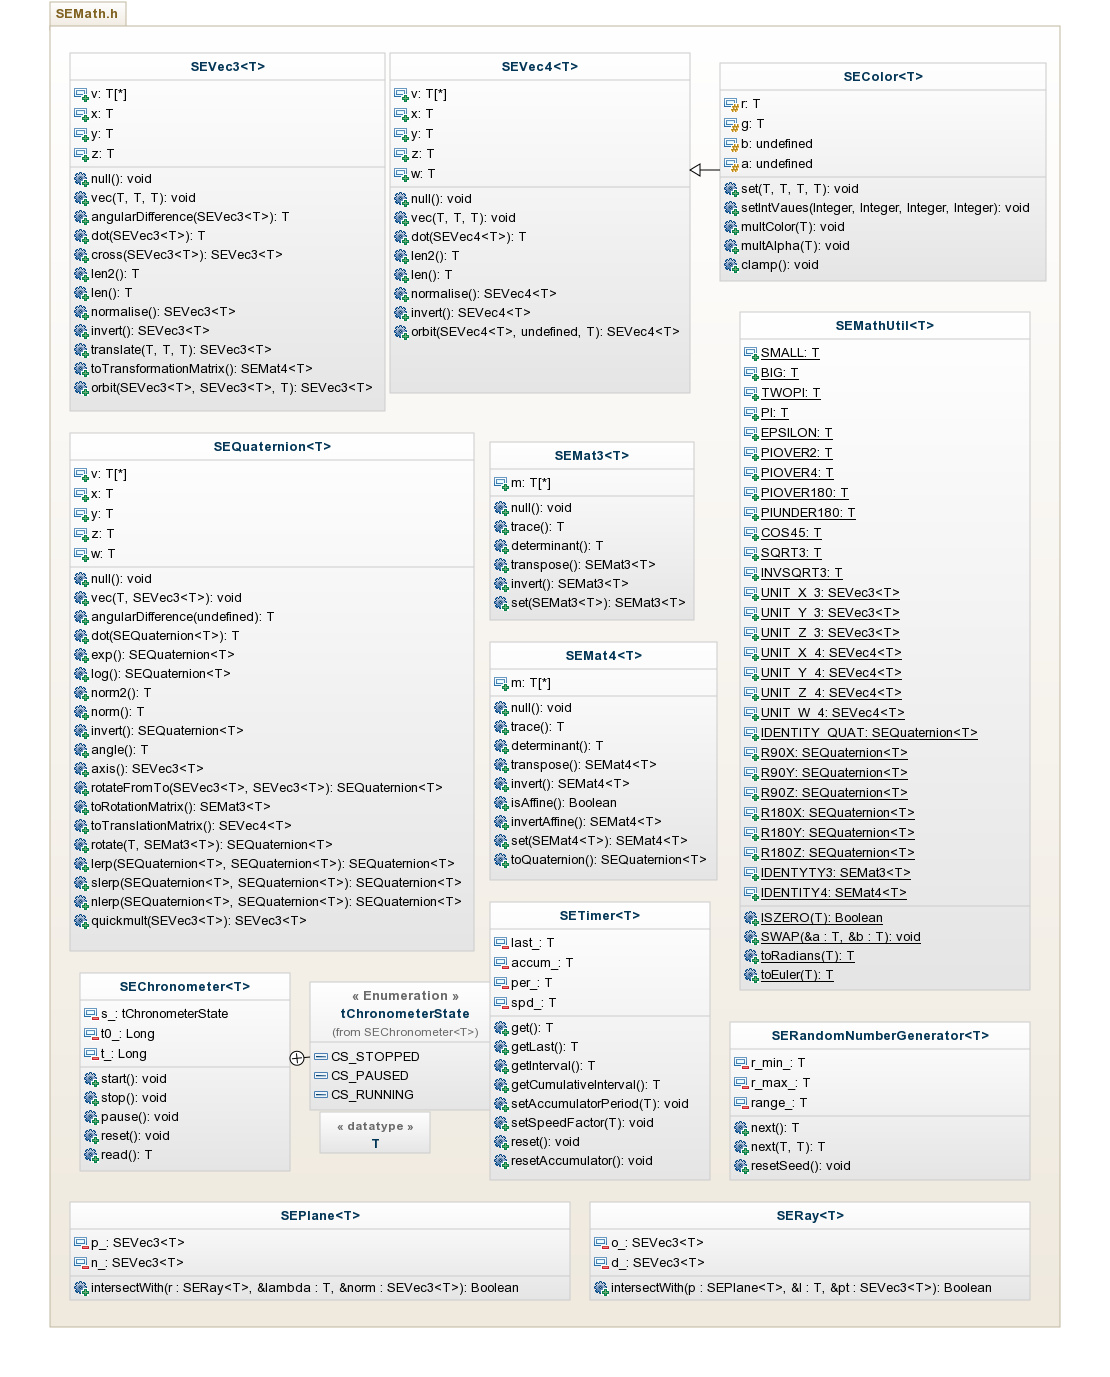 SEMath.h
SEVec3<T>
v: T[*]
x: T
y: T
z: T
null(): void
vec(T, T, T): void
angularDifference(SEVec3<T>): T
dot(SEVec3<T>): T
cross(SEVec3<T>): SEVec3<T>
len2(): T
len(): T
normalise(): SEVec3<T>
invert(): SEVec3<T>
translate(T, T, T): SEVec3<T>
toTransformationMatrix(): SEMat4<T>
orbit(SEVec3<T>, SEVec3<T>, T): SEVec3<T>
SEVec4<T>
v: T[*]
x: T
y: T
z: T
w: T
null(): void
vec(T, T, T): void
dot(SEVec4<T>): T
len2(): T
len(): T
normalise(): SEVec4<T>
invert(): SEVec4<T>
orbit(SEVec4<T>, undefined, T): SEVec4<T>
SEColor<T>
r: T
g: T
b: undefined
a: undefined
set(T, T, T, T): void
setIntVaues(Integer, Integer, Integer, Integer): void
multColor(T): void
multAlpha(T): void
clamp(): void
SEMathUtil<T>
SMALL: T
BIG: T
TWOPI: T
PI: T
EPSILON: T
PIOVER2: T
PIOVER4: T
PIOVER180: T
PIUNDER180: T
COS45: T
SQRT3: T
INVSQRT3: T
UNIT_X_3: SEVec3<T>
UNIT_Y_3: SEVec3<T>
UNIT_Z_3: SEVec3<T>
UNIT_X_4: SEVec4<T>
UNIT_Y_4: SEVec4<T>
UNIT_Z_4: SEVec4<T>
UNIT_W_4: SEVec4<T>
IDENTITY_QUAT: SEQuaternion<T>
R90X: SEQuaternion<T>
R90Y: SEQuaternion<T>
R90Z: SEQuaternion<T>
R180X: SEQuaternion<T>
R180Y: SEQuaternion<T>
R180Z: SEQuaternion<T>
IDENTYTY3: SEMat3<T>
IDENTITY4: SEMat4<T>
ISZERO(T): Boolean
SWAP(&a : T, &b : T): void
toRadians(T): T
toEuler(T): T
SEQuaternion<T>
v: T[*]
x: T
y: T
z: T
w: T
null(): void
vec(T, SEVec3<T>): void
angularDifference(undefined): T
dot(SEQuaternion<T>): T
exp(): SEQuaternion<T>
log(): SEQuaternion<T>
norm2(): T
norm(): T
invert(): SEQuaternion<T>
angle(): T
axis(): SEVec3<T>
rotateFromTo(SEVec3<T>, SEVec3<T>): SEQuaternion<T>
toRotationMatrix(): SEMat3<T>
toTranslationMatrix(): SEVec4<T>
rotate(T, SEMat3<T>): SEQuaternion<T>
lerp(SEQuaternion<T>, SEQuaternion<T>): SEQuaternion<T>
slerp(SEQuaternion<T>, SEQuaternion<T>): SEQuaternion<T>
nlerp(SEQuaternion<T>, SEQuaternion<T>): SEQuaternion<T>
quickmult(SEVec3<T>): SEVec3<T>
SEMat3<T>
m: T[*]
null(): void
trace(): T
determinant(): T
transpose(): SEMat3<T>
invert(): SEMat3<T>
set(SEMat3<T>): SEMat3<T>
SEMat4<T>
m: T[*]
null(): void
trace(): T
determinant(): T
transpose(): SEMat4<T>
invert(): SEMat4<T>
isAffine(): Boolean
invertAffine(): SEMat4<T>
set(SEMat4<T>): SEMat4<T>
toQuaternion(): SEQuaternion<T>
SETimer<T>
last_: T
accum_: T
per_: T
spd_: T
get(): T
getLast(): T
getInterval(): T
getCumulativeInterval(): T
setAccumulatorPeriod(T): void
setSpeedFactor(T): void
reset(): void
resetAccumulator(): void
SEChronometer<T>
s_: tChronometerState
t0_: Long
t_: Long
start(): void
stop(): void
pause(): void
reset(): void
read(): T
« Enumeration »
tChronometerState
(from SEChronometer<T>)
CS_STOPPED
CS_PAUSED
CS_RUNNING
« datatype »
T
SERandomNumberGenerator<T>
r_min_: T
r_max_: T
range_: T
next(): T
next(T, T): T
resetSeed(): void
SEPlane<T>
p_: SEVec3<T>
n_: SEVec3<T>
intersectWith(r : SERay<T>, &lambda : T, &norm : SEVec3<T>): Boolean
SERay<T>
o_: SEVec3<T>
d_: SEVec3<T>
intersectWith(p : SEPlane<T>, &l : T, &pt : SEVec3<T>): Boolean